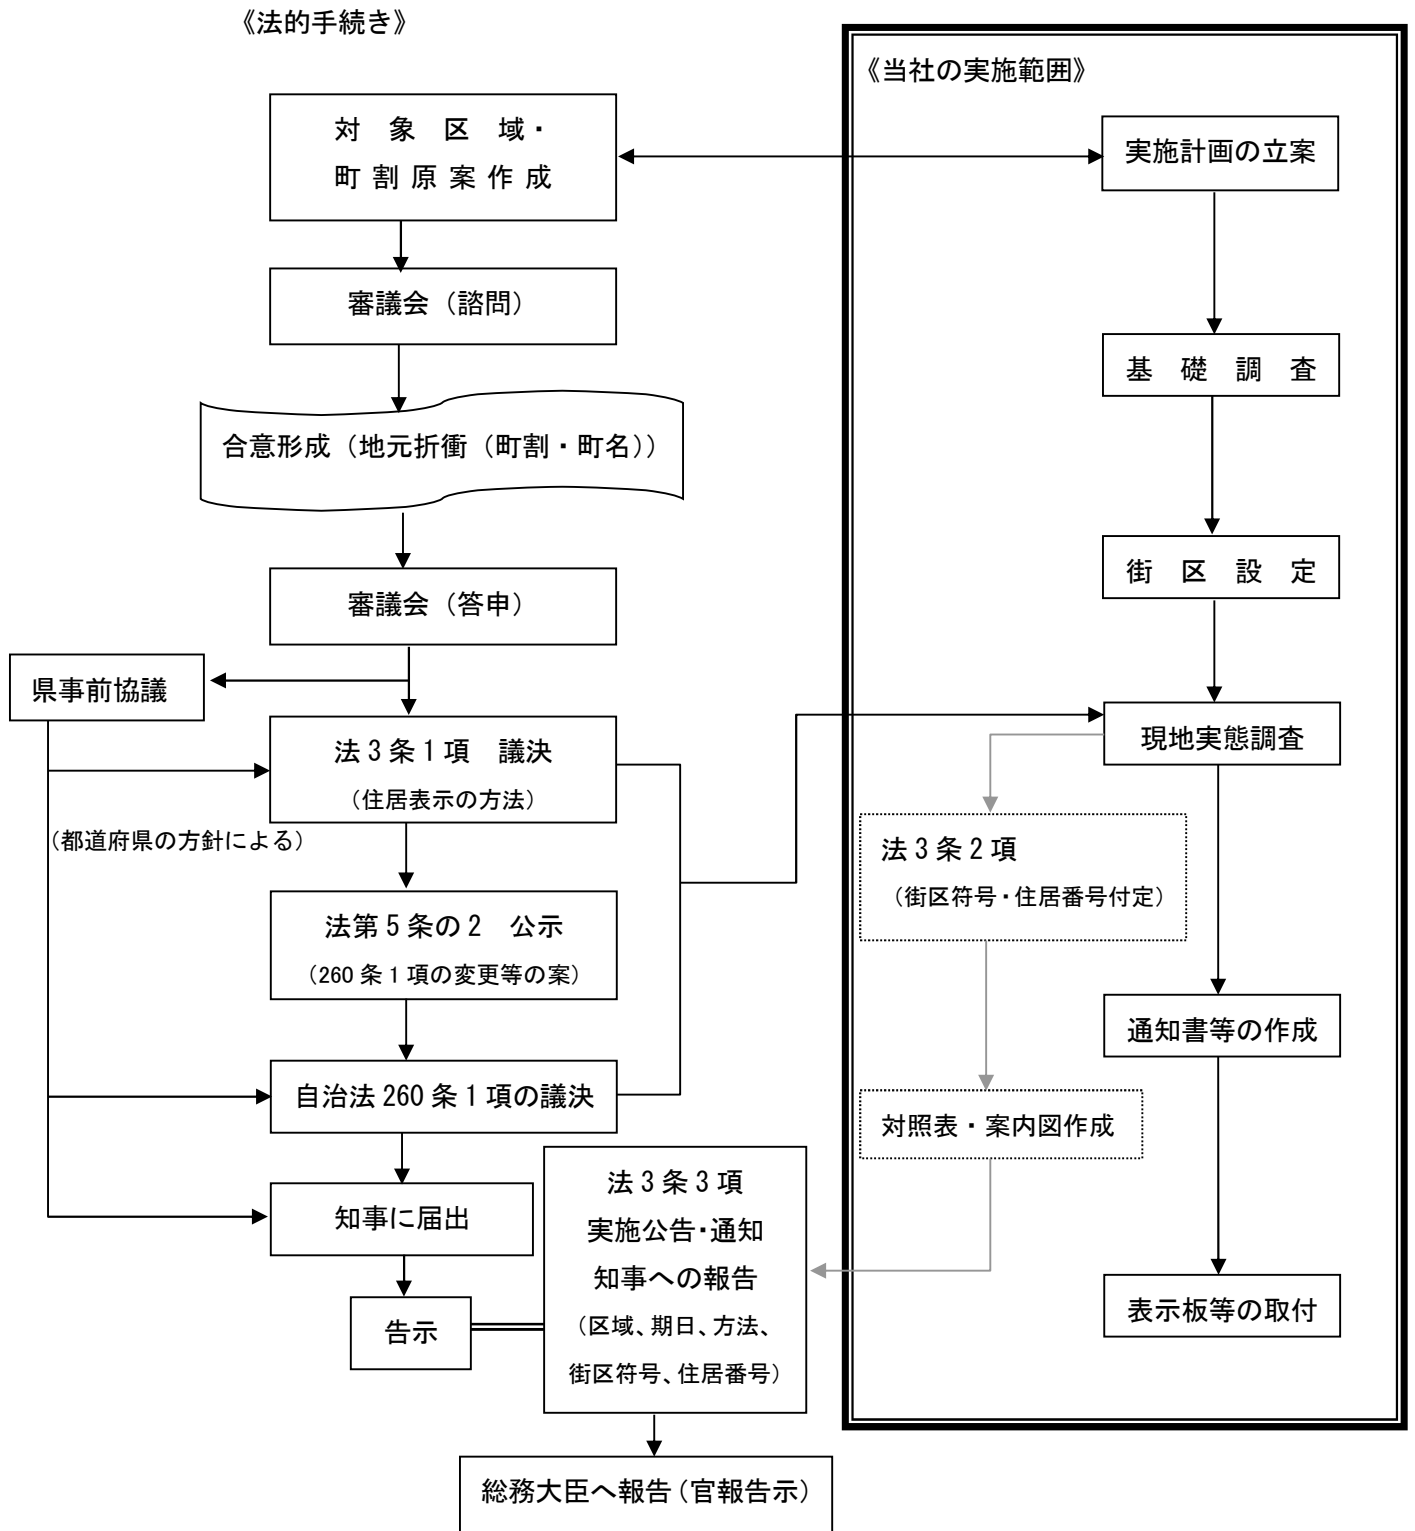 《法的手続き》
対　象　区　域・
町 割 原 案 作 成
審議会（諮問）
合意形成（地元折衝（町割・町名））
審議会（答申）
県事前協議
法３条１項　議決
（住居表示の方法）
（都道府県の方針による）
法第５条の２　公示
（260 条１項の変更等の案）
自治法 260 条１項の議決
知事に届出
告示
法３条３項
実施公告・通知
知事への報告
（区域、期日、方法、
街区符号、住居番号）
総務大臣へ報告（官報告示）
《当社の実施範囲》
実施計画の立案
基　礎　調　査
街　区　設　定
現地実態調査
法３条２項
（街区符号・住居番号付定）
通知書等の作成
対照表・案内図作成
表示板等の取付